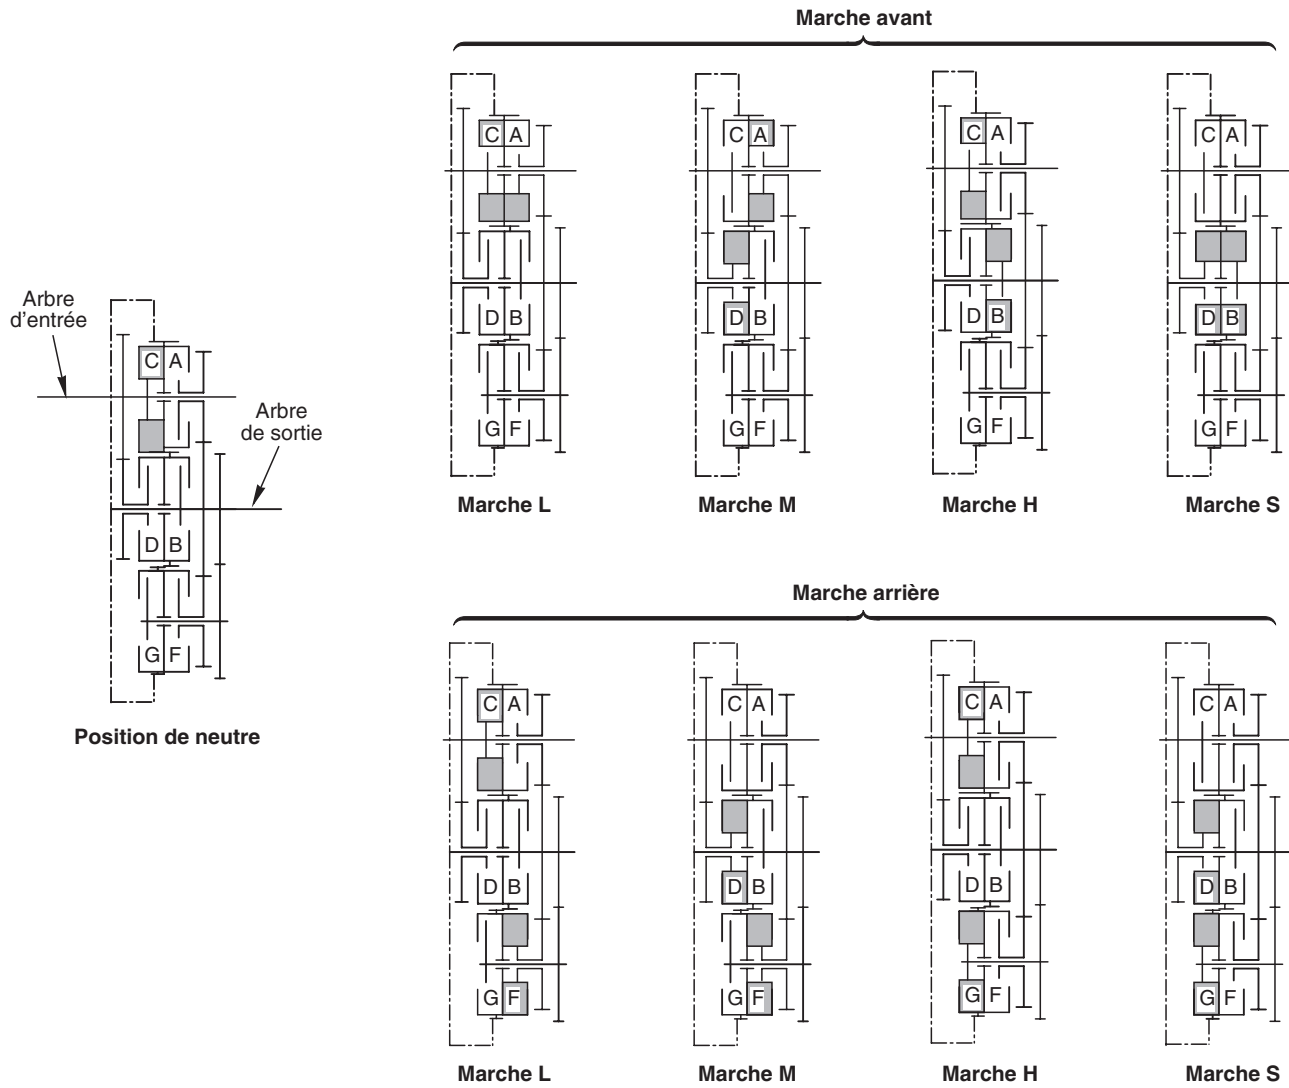 Marche avant
C A
C A
C A
C A
D B
D B
D B
D B
G F
G F
G F
G F
Marche L
Marche M
Marche H
Marche S
Arbre
d'entrée
C A
Arbre
de sortie
D B
G F
Position de neutre
Marche arrière
C A
C A
C A
C A
D B
D B
D B
D B
G F
G F
G F
G F
Marche L
Marche M
Marche H
Marche S